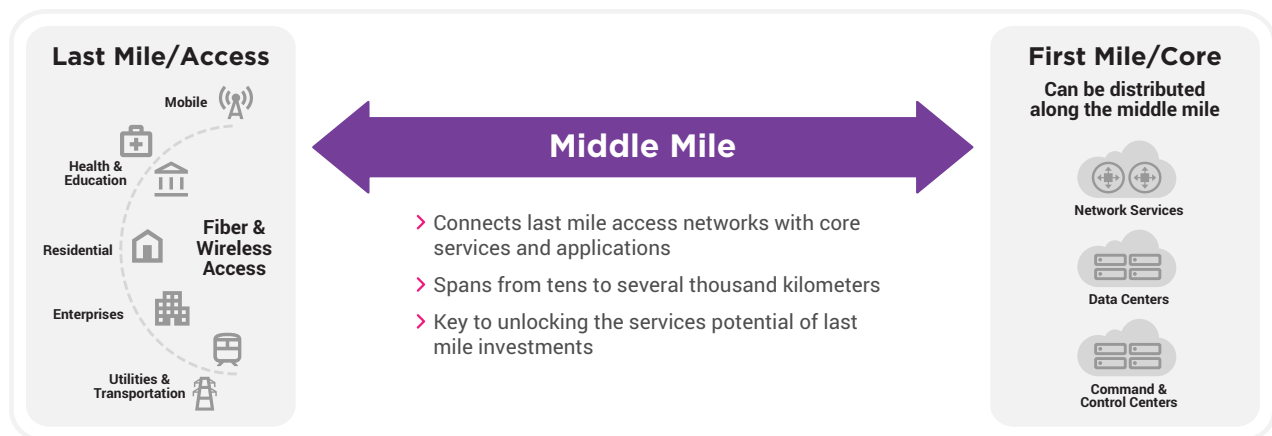 Last Mile/Access
Mobile
Health &
Education
Residential
Fiber &
Wireless
Access
Enterprises
Utilities &
Transportation
Middle Mile
> Connects last mile access networks with core
services and applications
> Spans from tens to several thousand kilometers
> Key to unlocking the services potential of last
mile investments
First Mile/Core
Can be distributed
along the middle mile
Network Services
Data Centers
Command &
Control Centers